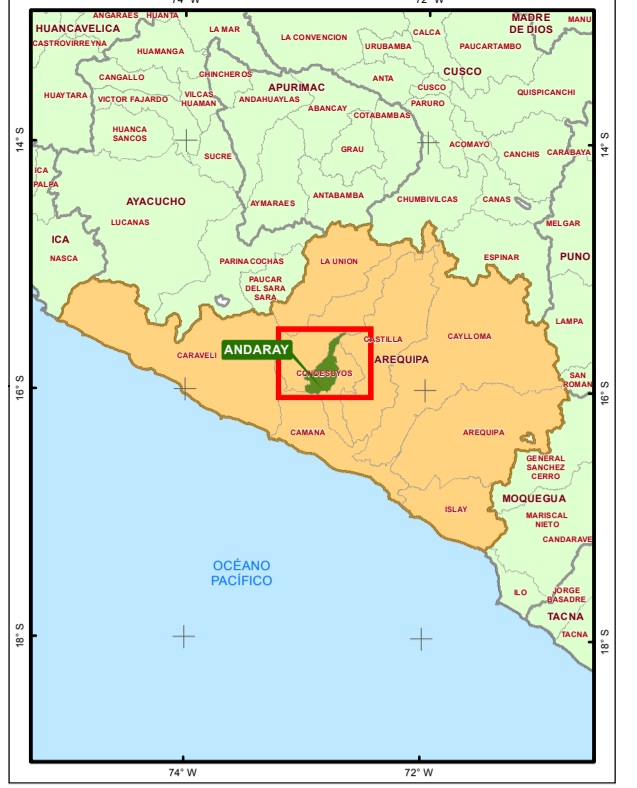 74° W
72° W
ANGARAES
HUANTA
HUANCAVELICA
CASTROVIRREYNA
LA MAR
LA CONVENCION
CALCA
MADRE
DE DIOS
MANU
HUAMANGA
URUBAMBA
PAUCARTAMBO
CANGALLO
CHINCHEROS
APURIMAC
ANTA
CUSCO
CUSCO
HUAYTARA
VICTOR FAJARDO
VILCAS
HUAMAN
ANDAHUAYLAS
ABANCAY
COTABAMBAS
PARURO
QUISPICANCHI
HUANCA
SANCOS
GRAU
ACOMAYO
CANCHIS
CARABAYA
14° S
14° S
SUCRE
ICA
PALPA
AYACUCHO
LUCANAS
AYMARAES
ANTABAMBA
CHUMBIVILCAS
CANAS
MELGAR
ICA
NASCA
PARINACOCHAS
PAUCAR
DEL SARA
SARA
LA UNION
ESPINAR
PUNO
LAMPA
CARAVELI
ANDARAY
CASTILLA
CAYLLOMA
AREQUIPA
CONDESUYOS
SAN
ROMAN
16° S
16° S
CAMANA
AREQUIPA
GENERAL
SANCHEZ
CERRO
MOQUEGUA
ISLAY
MARISCAL
NIETO
CANDARAVE
OCÉANO
PACÍFICO
ILO
JORGE
BASADRE
TACNA
TACNA
18° S
18° S
74° W
72° W